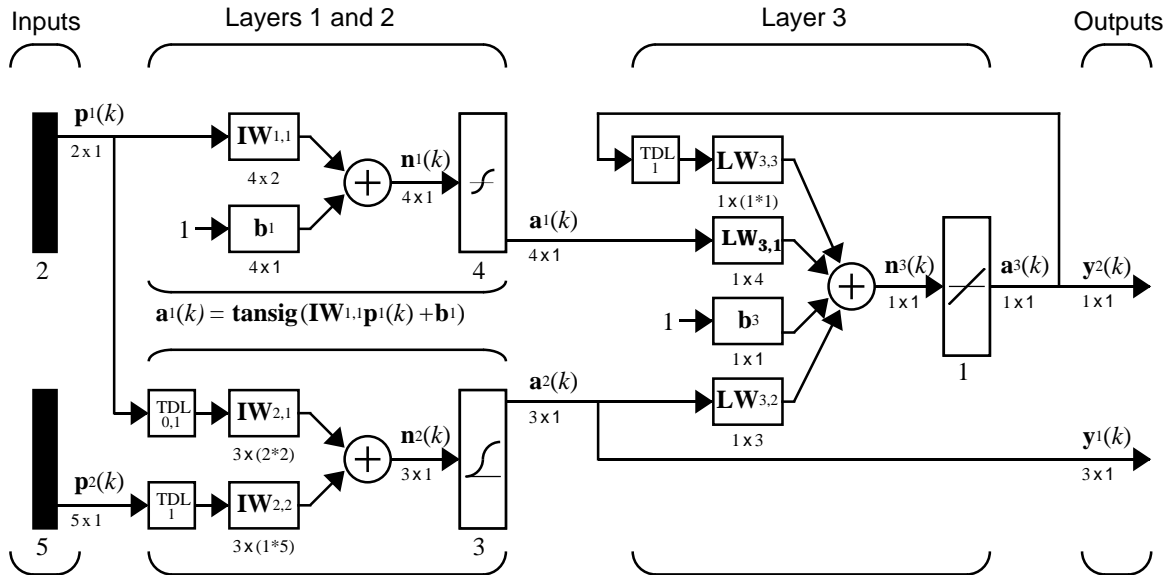 Inputs
Layers 1 and 2
Layer 3
Outputs
p1(k)
2 x 1
2
IW1,1
4 x 2
1
b1
4 x 1
n1(k)
4 x 1
4
a1(k)
4 x 1
a1(k) = tansig (IW1,1p1(k) +b1)
TDL
1
LW3,3
1 x (1*1)
LW3,1
1 x 4
1
b3
1 x 1
LW3,2
1 x 3
n3(k)
1 x 1
1
a3(k)
1 x 1
y2(k)
1 x 1
5
p2(k)
5 x 1
TDL
0,1
IW2,1
3 x (2*2)
TDL
1
IW2,2
3 x (1*5)
n2(k)
3 x 1
3
a2(k)
3 x 1
y1(k)
3 x 1